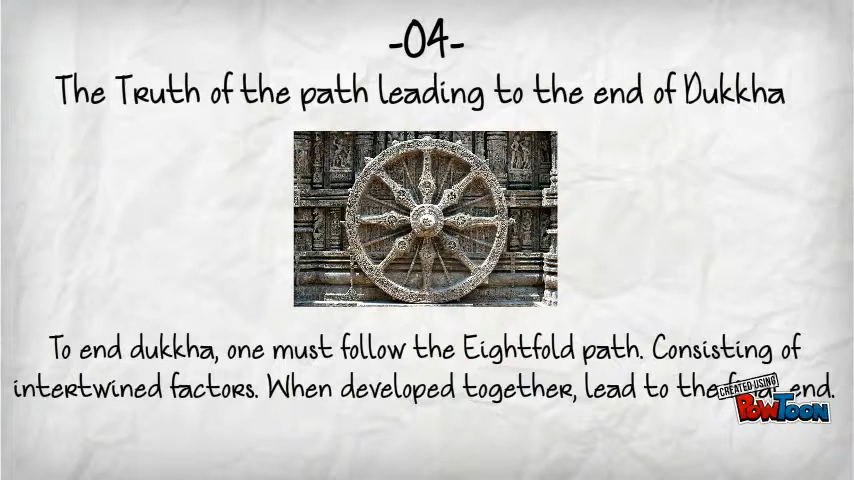 -04-
The Truth of the path leading to the end of Dukkha
To end dukkha, one must follow the Eightfold path. Consisting of
intertwined factors. When developed together, lead to the end.
CREATED USING
PowToon